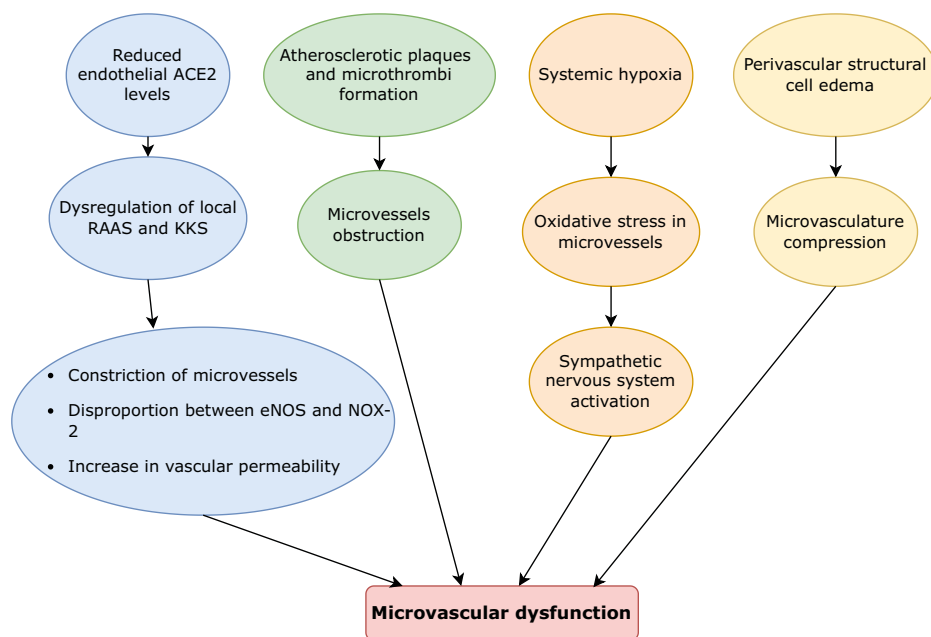 Reduced
endothelial ACE2
levels
Atherosclerotic plaques
and microthrombi
formation
Systemic hypoxia
Perivascular structural
cell edema
Dysregulation of local
RAAS and KKS
Microvessels
obstruction
Oxidative stress in
microvessels
Microvasculature
compression
• Constriction of microvessels
• Disproportion between eNOS and NOX-
2
• Increase in vascular permeability
Sympathetic
nervous system
activation
Microvascular dysfunction